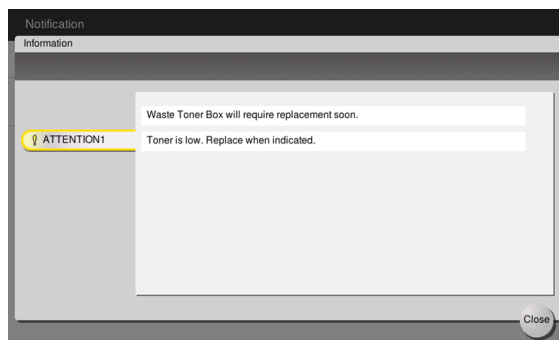 Notification
Information
Waste Toner Box will require replacement soon.
ATTENTION1
Toner is low. Replace when indicated.
Close